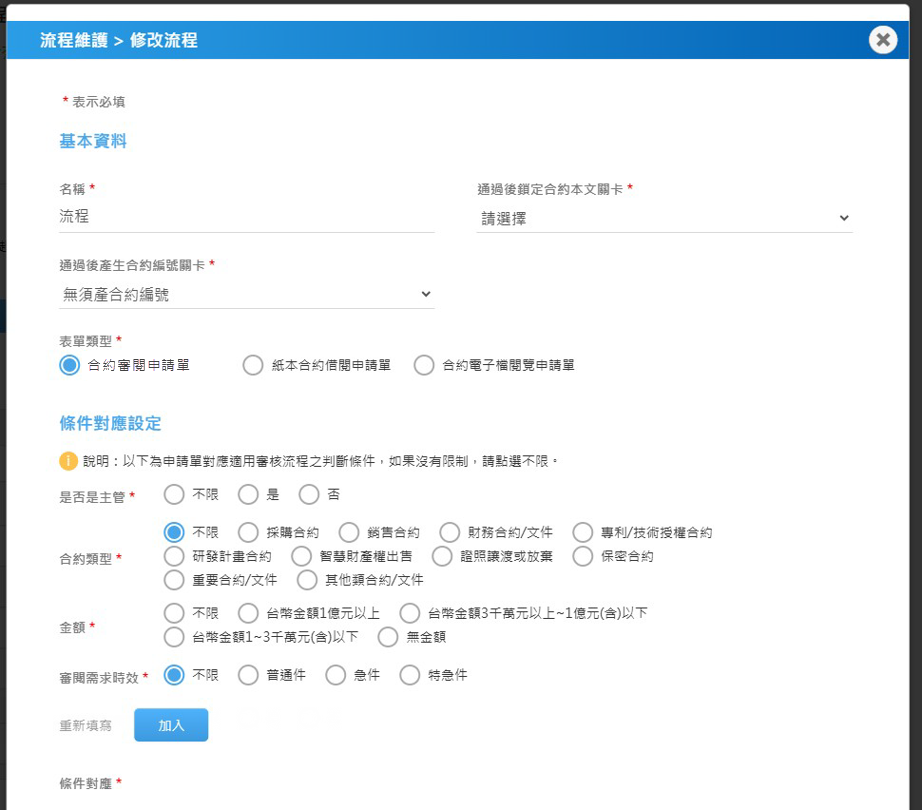 流程維護 > 修改流程
* 表示必填
基本資料
名稱 *
通過後鎖定合約本文關卡 *
流程
請選擇
通過後產生合約編號關卡 *
無須產合約編號
表單類型 *
合約審閱申請單 紙本合約借閱申請單 合約電子檔閱覽申請單
條件對應設定
說明：以下為申請單對應適用審核流程之判斷條件，如果沒有限制，請點選不限。
是否是主管 * 不限 是 否
合約類型 *
不限 採購合約 銷售合約 財務合約/文件 專利/技術授權合約
研發計畫合約 智慧財產權出售 證照讓渡或放棄 保密合約
重要合約/文件 其他類合約/文件
金額 *
不限 台幣金額1億元以上 台幣金額3千萬元以上~1億元(含)以下
台幣金額1~3千萬元(含)以下 無金額
審閱需求時效 * 不限 普通件 急件 特急件
重新填寫 加入
條件對應 *